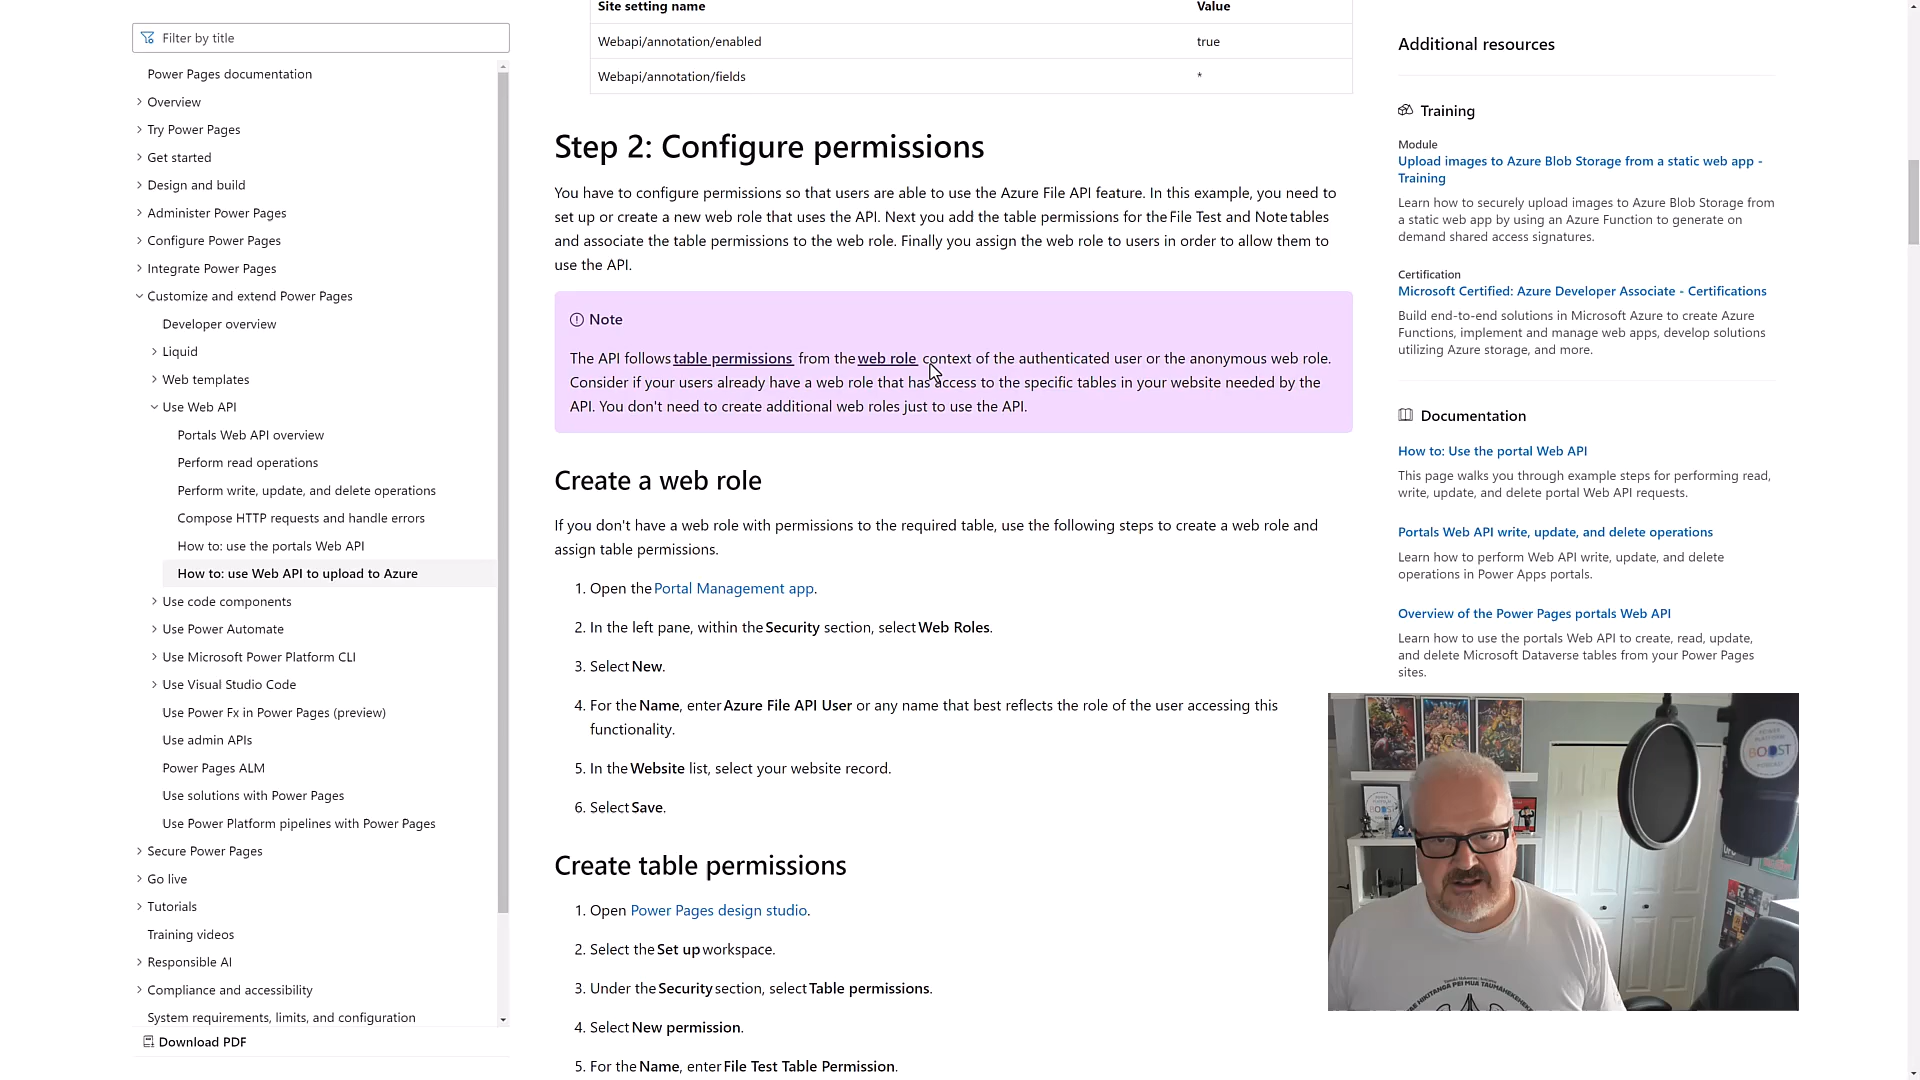 Filter by title
Power Pages documentation
Overview
Try Power Pages
Get started
Design and build
Administer Power Pages
Configure Power Pages
Integrate Power Pages
Customize and extend Power Pages
Developer overview
Liquid
Web templates
Use Web API
Portals Web API overview
Perform read operations
Perform write, update, and delete operations
Compose HTTP requests and handle errors
How to: use the portals Web API
How to: use Web API to upload to Azure
Use code components
Use Power Automate
Use Microsoft Power Platform CLI
Use Visual Studio Code
Use Power Fx in Power Pages (preview)
Use admin APIs
Power Pages ALM
Use solutions with Power Pages
Use Power Platform pipelines with Power Pages
Secure Power Pages
Go live
Tutorials
Training videos
Responsible AI
Compliance and accessibility
System requirements, limits, and configuration
Download PDF
Site setting name Value
Webapi/annotation/enabled true
Webapi/annotation/fields *
Step 2: Configure permissions
You have to configure permissions so that users are able to use the Azure File API feature. In this example, you need to
set up or create a new web role that uses the API. Next you add the table permissions for the File Test and Note tables
and associate the table permissions to the web role. Finally you assign the web role to users in order to allow them to
use the API.
Note
The API follows table permissions from the web role context of the authenticated user or the anonymous web role.
Consider if your users already have a web role that has access to the specific tables in your website needed by the
API. You don't need to create additional web roles just to use the API.
Create a web role
If you don't have a web role with permissions to the required table, use the following steps to create a web role and
assign table permissions.
1. Open the Portal Management app.
2. In the left pane, within the Security section, select Web Roles.
3. Select New.
4. For the Name, enter Azure File API User or any name that best reflects the role of the user accessing this
functionality.
5. In the Website list, select your website record.
6. Select Save.
Create table permissions
1. Open Power Pages design studio.
2. Select the Set up workspace.
3. Under the Security section, select Table permissions.
4. Select New permission.
5. For the Name, enter File Test Table Permission.
Additional resources
Training
Module
Upload images to Azure Blob Storage from a static web app -
Training
Learn how to securely upload images to Azure Blob Storage from
a static web app by using an Azure Function to generate on
demand shared access signatures.
Certification
Microsoft Certified: Azure Developer Associate - Certifications
Build end-to-end solutions in Microsoft Azure to create Azure
Functions, implement and manage web apps, develop solutions
utilizing Azure storage, and more.
Documentation
How to: Use the portal Web API
This page walks you through example steps for performing read,
write, update, and delete portal Web API requests.
Portals Web API write, update, and delete operations
Learn how to perform Web API write, update, and delete
operations in Power Apps portals.
Overview of the Power Pages portals Web API
Learn how to use the portals Web API to create, read, update,
and delete Microsoft Dataverse tables from your Power Pages
sites.
BOOST